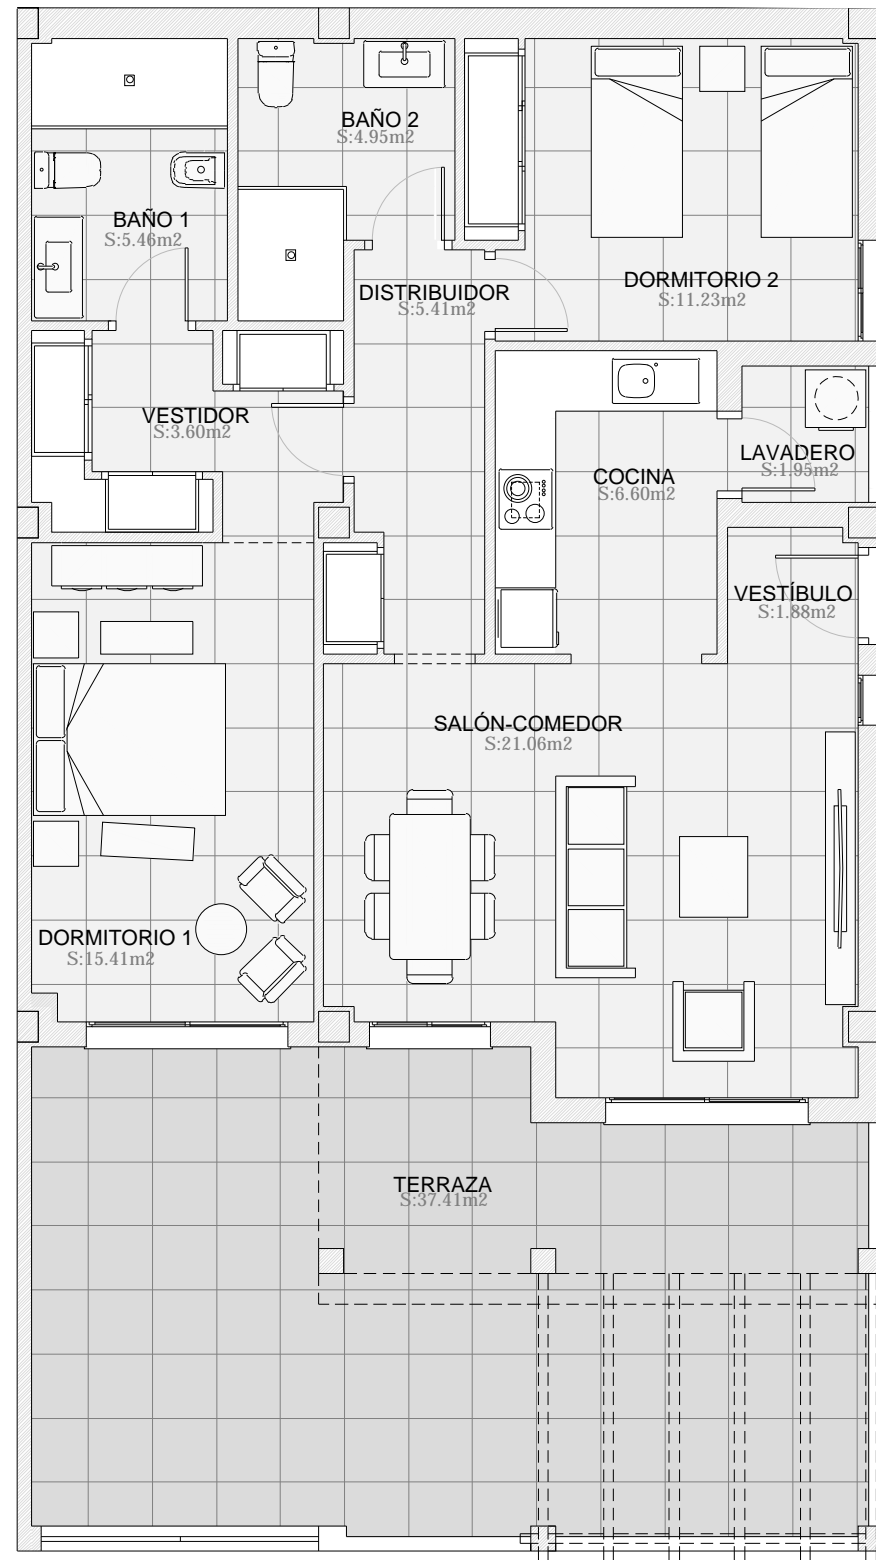 BAÑO 2
S:4.95m2
BAÑO 1
S:5.46m2
DISTRIBUIDOR
S:5.41m2
DORMITORIO 2
S:11.23m2
VESTIDOR
S:3.60m2
COCINA
S:6.60m2
LAVADERO
S:1.95m2
VESTÍBULO
S:1.88m2
SALÓN-COMEDOR
S:21.06m2
DORMITORIO 1
S:15.41m2
TERRAZA
S:37.41m2